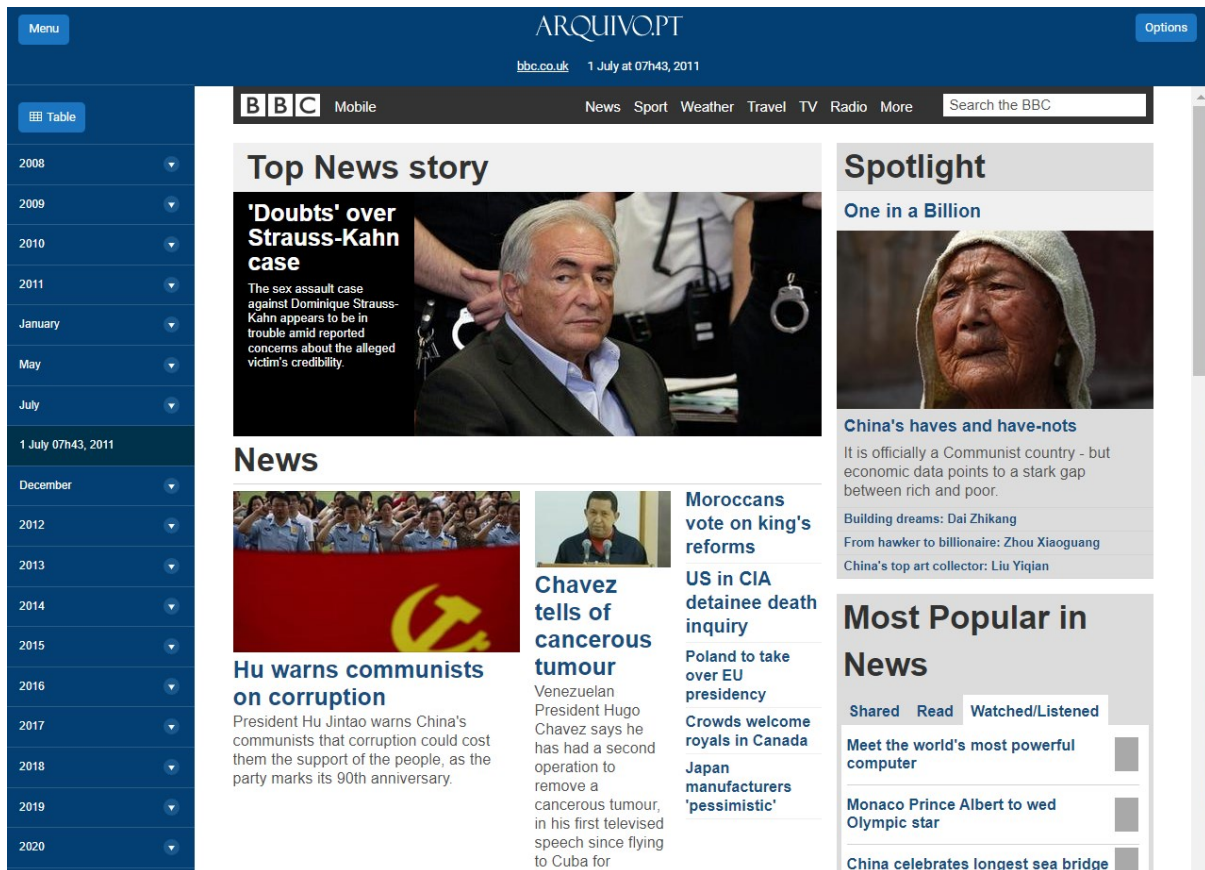 Menu
ARQUIVO.PT
Options
bbc.co.uk 1 July at 07h43, 2011
Table
2008
2009
2010
2011
January
May
July
1 July 07h43, 2011
December
2012
2013
2014
2015
2016
2017
2018
2019
2020
BBC Mobile
News Sport Weather Travel TV Radio More
Search the BBC
Top News story
'Doubts' over
Strauss-Kahn
case
The sex assault case
against Dominique Strauss-
Kahn appears to be in
trouble amid reported
concerns about the alleged
victim's credibility.
News
Hu warns communists
on corruption
President Hu Jintao warns China's
communists that corruption could cost
them the support of the people, as the
party marks its 90th anniversary.
Chavez
tells of
cancerous
tumour
Venezuelan
President Hugo
Chavez says he
has had a second
operation to
remove a
cancerous tumour,
in his first televised
speech since flying
to Cuba for
Moroccans
vote on king's
reforms
US in CIA
detainee death
inquiry
Poland to take
over EU
presidency
Crowds welcome
royals in Canada
Japan
manufacturers
'pessimistic'
Spotlight
One in a Billion
China's haves and have-nots
It is officially a Communist country - but
economic data points to a stark gap
between rich and poor.
Building dreams: Dai Zhikang
From hawker to billionaire: Zhou Xiaoguang
China's top art collector: Liu Yiqian
Most Popular in
News
Shared Read Watched/Listened
Meet the world's most powerful
computer
Monaco Prince Albert to wed
Olympic star
China celebrates longest sea bridge